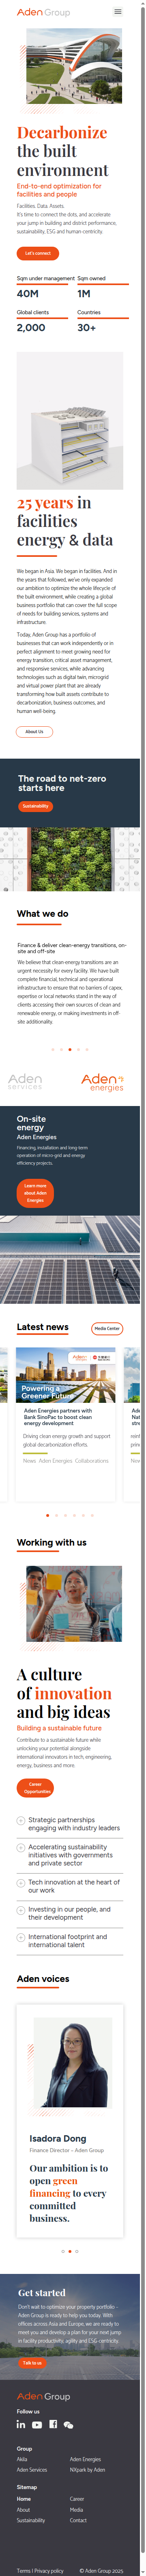 Aden Group
Decarbonize
the built
environment
End-to-end optimization for
facilities and people
Facilities. Data. Assets.
It's time to connect the dots, and accelerate
your jump in building and district performance,
sustainability, ESG and human-centricity.
Let's connect
Sqm under management
Sqm owned
40M
1M
Global clients
Countries
2,000
30+
25 years in
facilities
energy & data
We began in Asia. We began in facilities. And in
the years that followed, we've only expanded
our ambition: to optimize the whole lifecycle of
the built environment, while creating a global
business portfolio that can cover the full scope
of needs for building services, systems and
infrastructure.
Today, Aden Group has a portfolio of
businesses that can work independently or in
perfect alignment to meet growing need for
energy transition, critical asset management,
and responsive services, while advancing
technologies such as digital twin, microgrid
and virtual power plant that are already
transforming how built assets contribute to
decarbonization, business outcomes, and
human well-being.
About Us
The road to net-zero
starts here
Sustainability
What we do
Finance & deliver clean-energy transitions, on-
site and off-site
We believe that clean-energy transitions are an
urgent necessity for every facility. We have built
complete financial, technical, and operational
capacity to ensure that no barriers of cost, capex,
knowledge or local networks stand in the way of
clients accessing their own sources of clean and
renewable energy, or making investments in off-
site additionality.
Aden
services
Aden
energies
On-site
energy
Aden Energies
Financing, installation and long-term
operation of micro-grid and energy
efficiency projects.
Learn more
about Aden
Energies
Latest news
Media Center
Aden Group
Powering a
Greener Future
Aden Energies partners with
Bank SinoPac to boost clean
energy development
Driving clean energy growth and support
global decarbonization efforts.
News, Aden Energies, Collaborations
Working with us
A culture
of innovation
and big ideas
Building a sustainable future
Contribute to a sustainable future while
unlocking your potential alongside
international innovators in tech, engineering,
energy, business and more.
Career
Opportunities
Strategic partnerships
engaging with industry leaders
Accelerating sustainability
initiatives with governments
and private sector
Tech innovation at the heart of
our work
Investing in our people, and
their development
International footprint and
international talent
Aden voices
Isadora Dong
Finance Director – Aden Group
Our ambition is to
open green
financing to every
committed
business.
Get started
Don't wait to optimize your property portfolio –
Aden Group is ready to help you today. With
offices across Asia and Europe, we are ready to
meet you and develop a plan for your next jump
in facility productivity, agility and ESG-centricity.
Talk to us
Aden Group
Follow us
Group
Akila
Aden Energies
Aden Services
NXpark by Aden
Sitemap
Home
Career
About
Media
Sustainability
Contact
Terms | Privacy policy
© Aden Group 2025